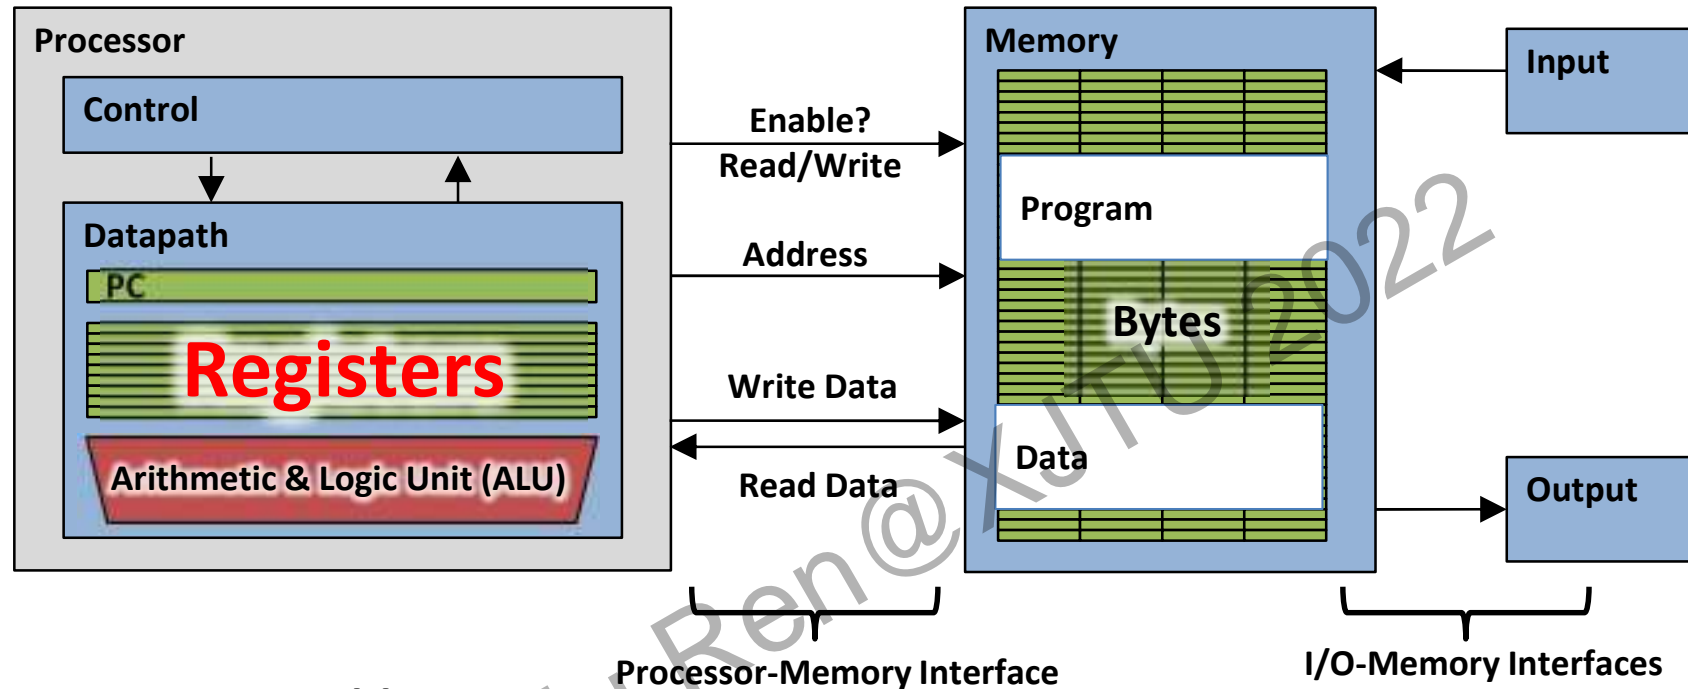 Processor
Control
Datapath
PC
Registers
Arithmetic & Logic Unit (ALU)
Enable?
Read/Write
Address
Write Data
Read Data
Memory
Program
Bytes
Data
Input
Output
Processor-Memory Interface
I/O-Memory Interfaces
Ren@XJTU 2022